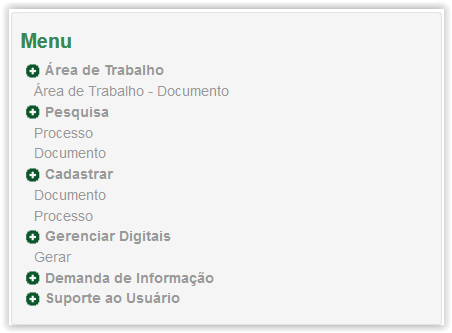 Menu
Área de Trabalho
Área de Trabalho - Documento
Pesquisa
Processo
Documento
Cadastrar
Documento
Processo
Gerenciar Digitais
Gerar
Demanda de Informação
Suporte ao Usuário